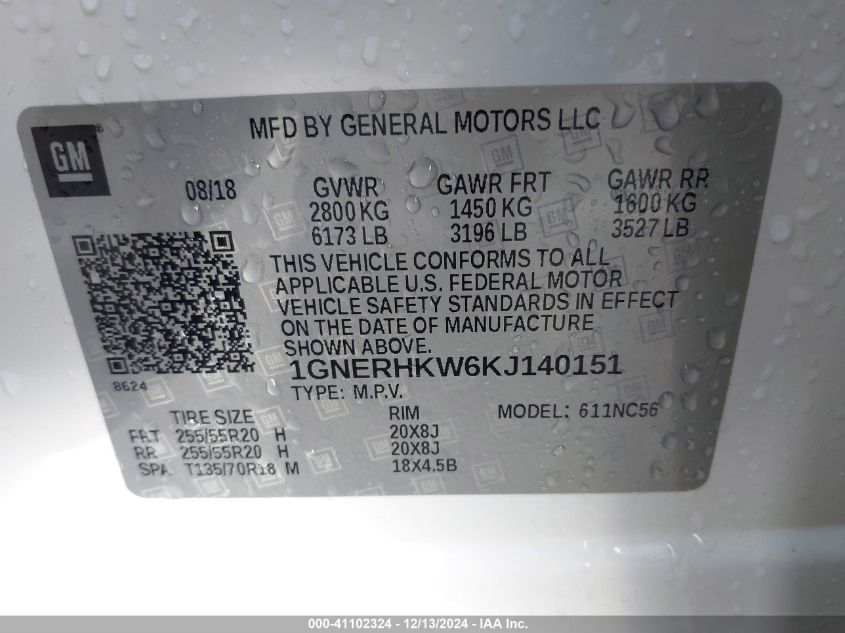 MFD BY GENERAL MOTORS LLC
GM
08/18 GVWR GAWR FRT GAWR RR
2800 KG 1450 KG 1600 KG
6173 LB 3196 LB 3527 LB
THIS VEHICLE CONFORMS TO ALL
APPLICABLE U.S. FEDERAL MOTOR
VEHICLE SAFETY STANDARDS IN EFFECT
ON THE DATE OF MANUFACTURE
SHOWN ABOVE.
1GNERHKW6KJ140151
8624
TYPE: M.P.V.
TIRE SIZE RIM MODEL: 611NC56
FRT 255/55R20 H 20X8J
RR 255/55R20 H 20X8J
SPA T135/70R18 M 18X4.5B
000-41102324 - 12/13/2024 - IAA Inc.